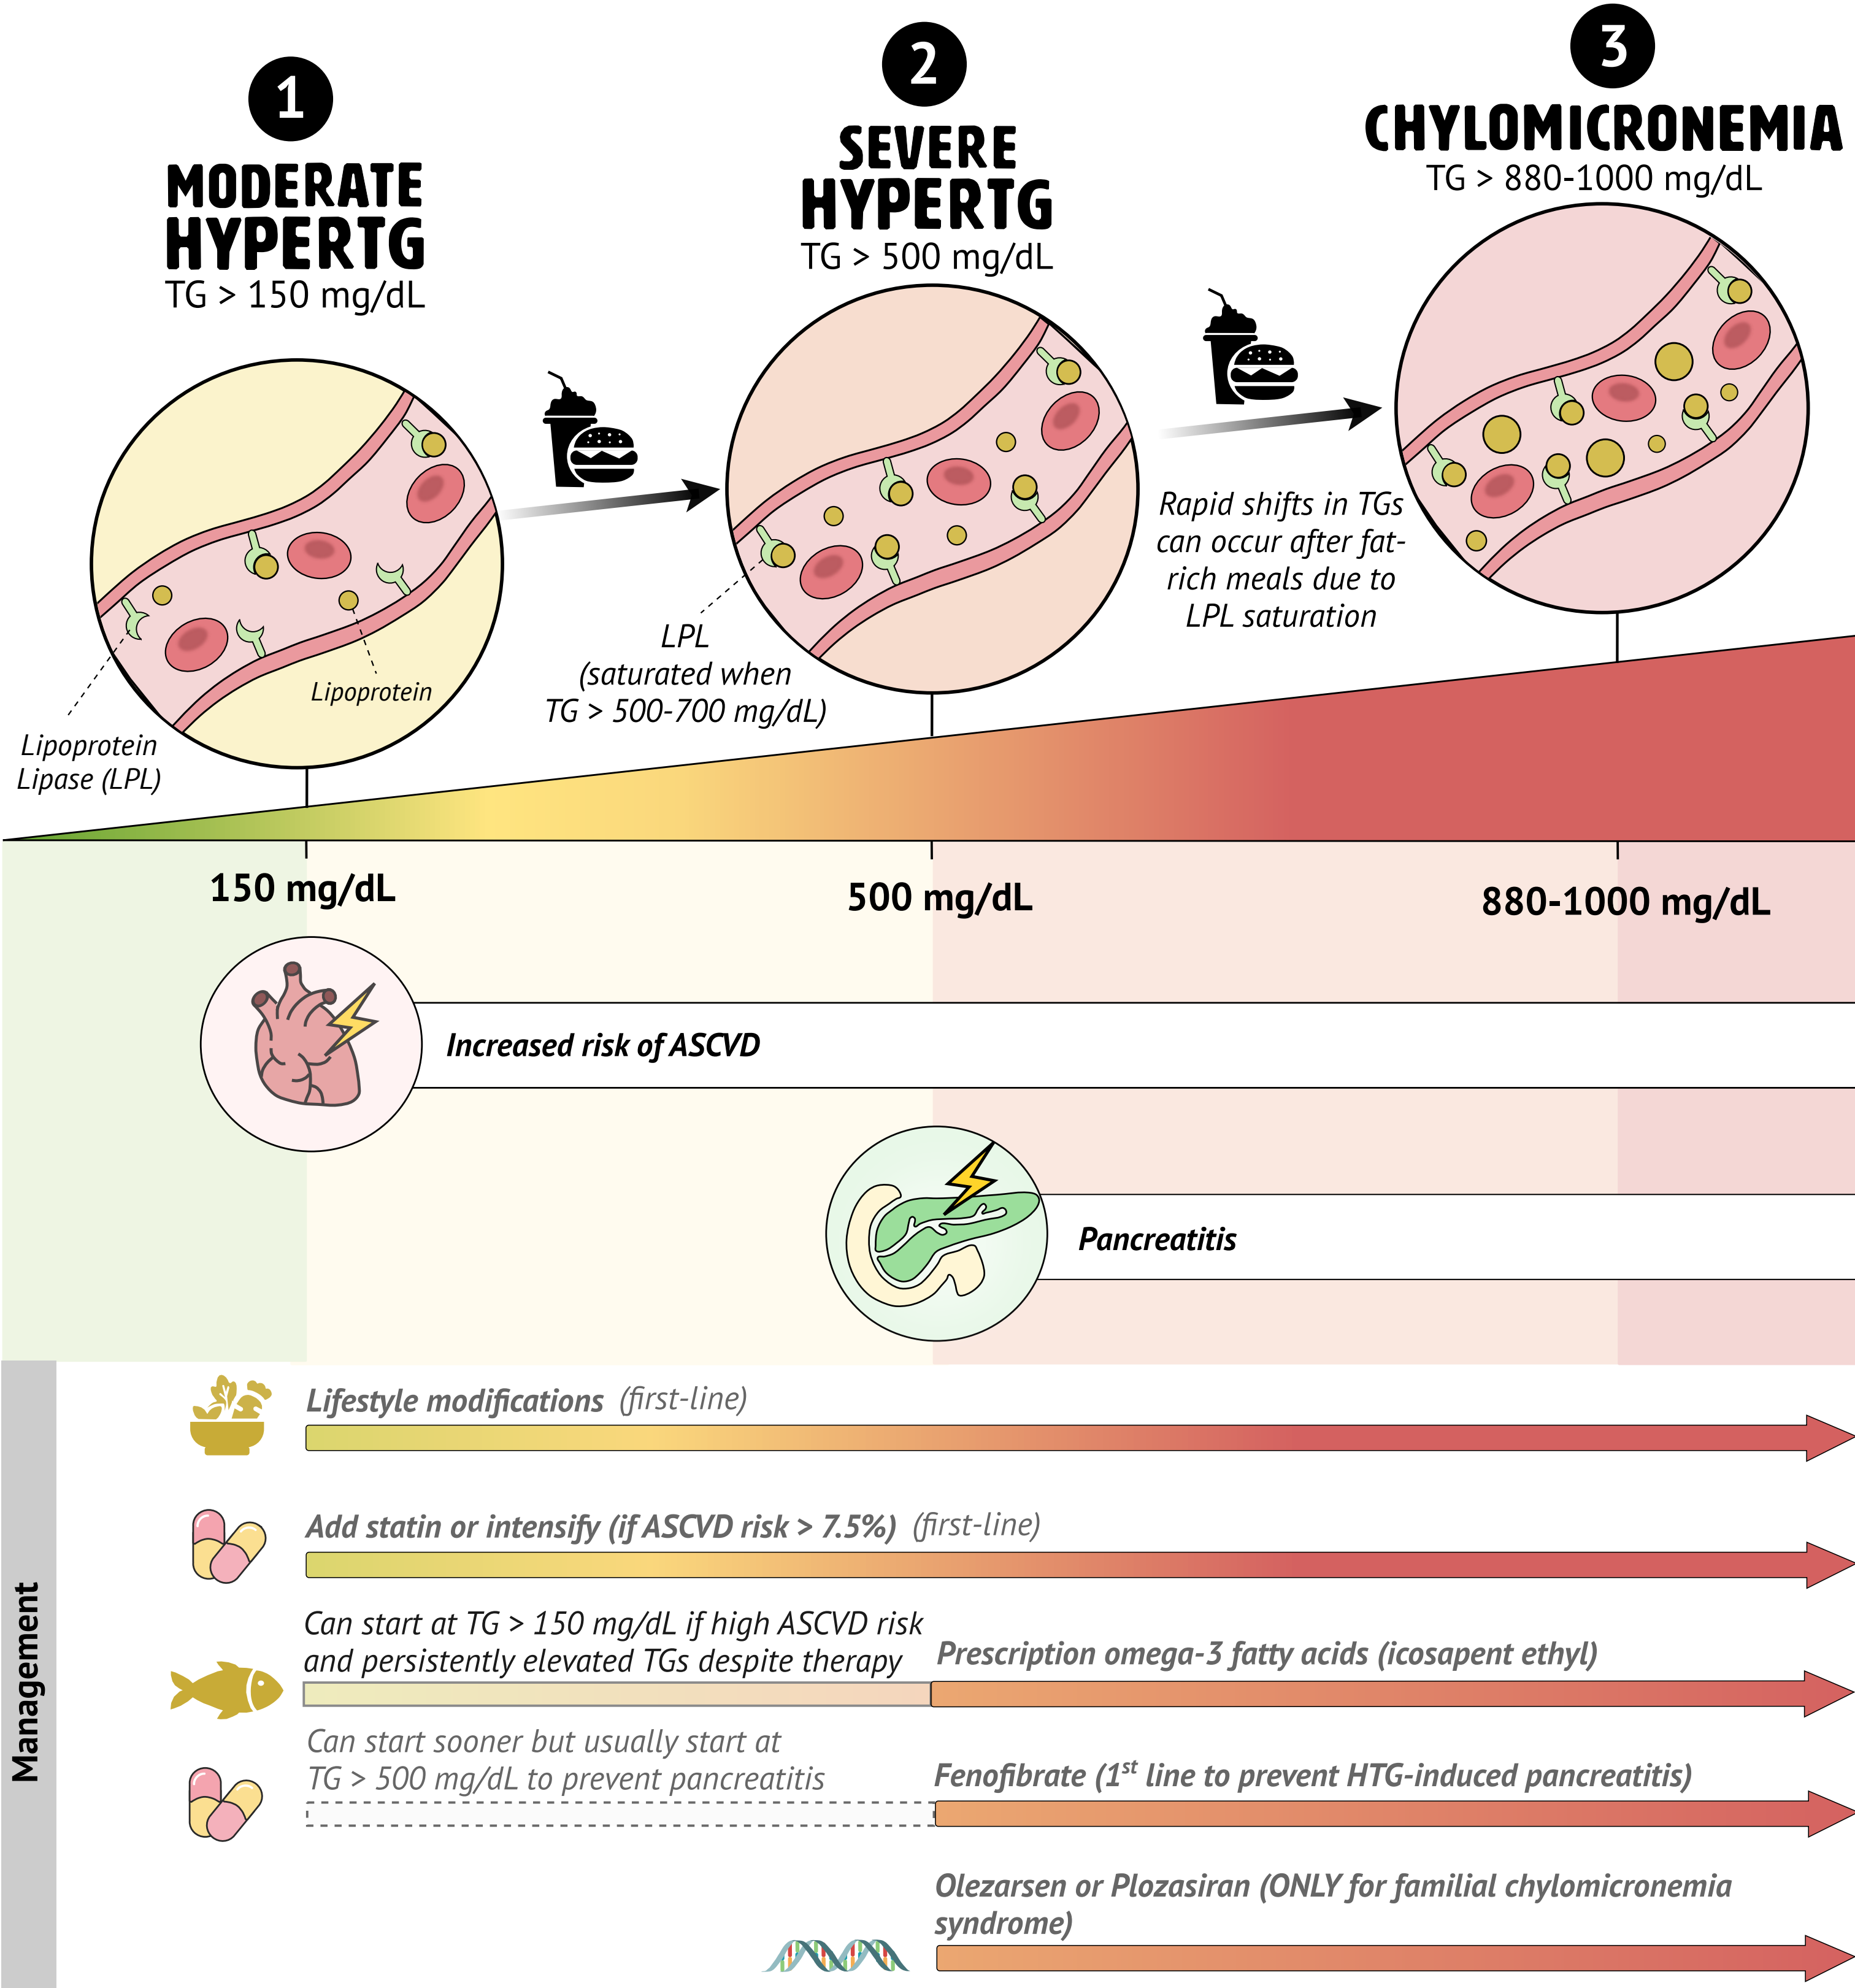 1
MODERATE
HYPERTG
TG > 150 mg/dL
2
SEVERE
HYPERTG
TG > 500 mg/dL
3
CHYLOMICRONEMIA
TG > 880-1000 mg/dL
Lipoprotein
Lipase (LPL)
Lipoprotein
LPL
(saturated when
TG > 500-700 mg/dL)
Rapid shifts in TGs
can occur after fat-
rich meals due to
LPL saturation
150 mg/dL
500 mg/dL
880-1000 mg/dL
Increased risk of ASCVD
Pancreatitis
Management
Lifestyle modifications (first-line)
Add statin or intensify (if ASCVD risk > 7.5%) (first-line)
Can start at TG > 150 mg/dL if high ASCVD risk
and persistently elevated TGs despite therapy
Prescription omega-3 fatty acids (icosapent ethyl)
Can start sooner but usually start at
TG > 500 mg/dL to prevent pancreatitis
Fenofibrate (1st line to prevent HTG-induced pancreatitis)
Olezarsen or Plozasiran (ONLY for familial chylomicronemia
syndrome)